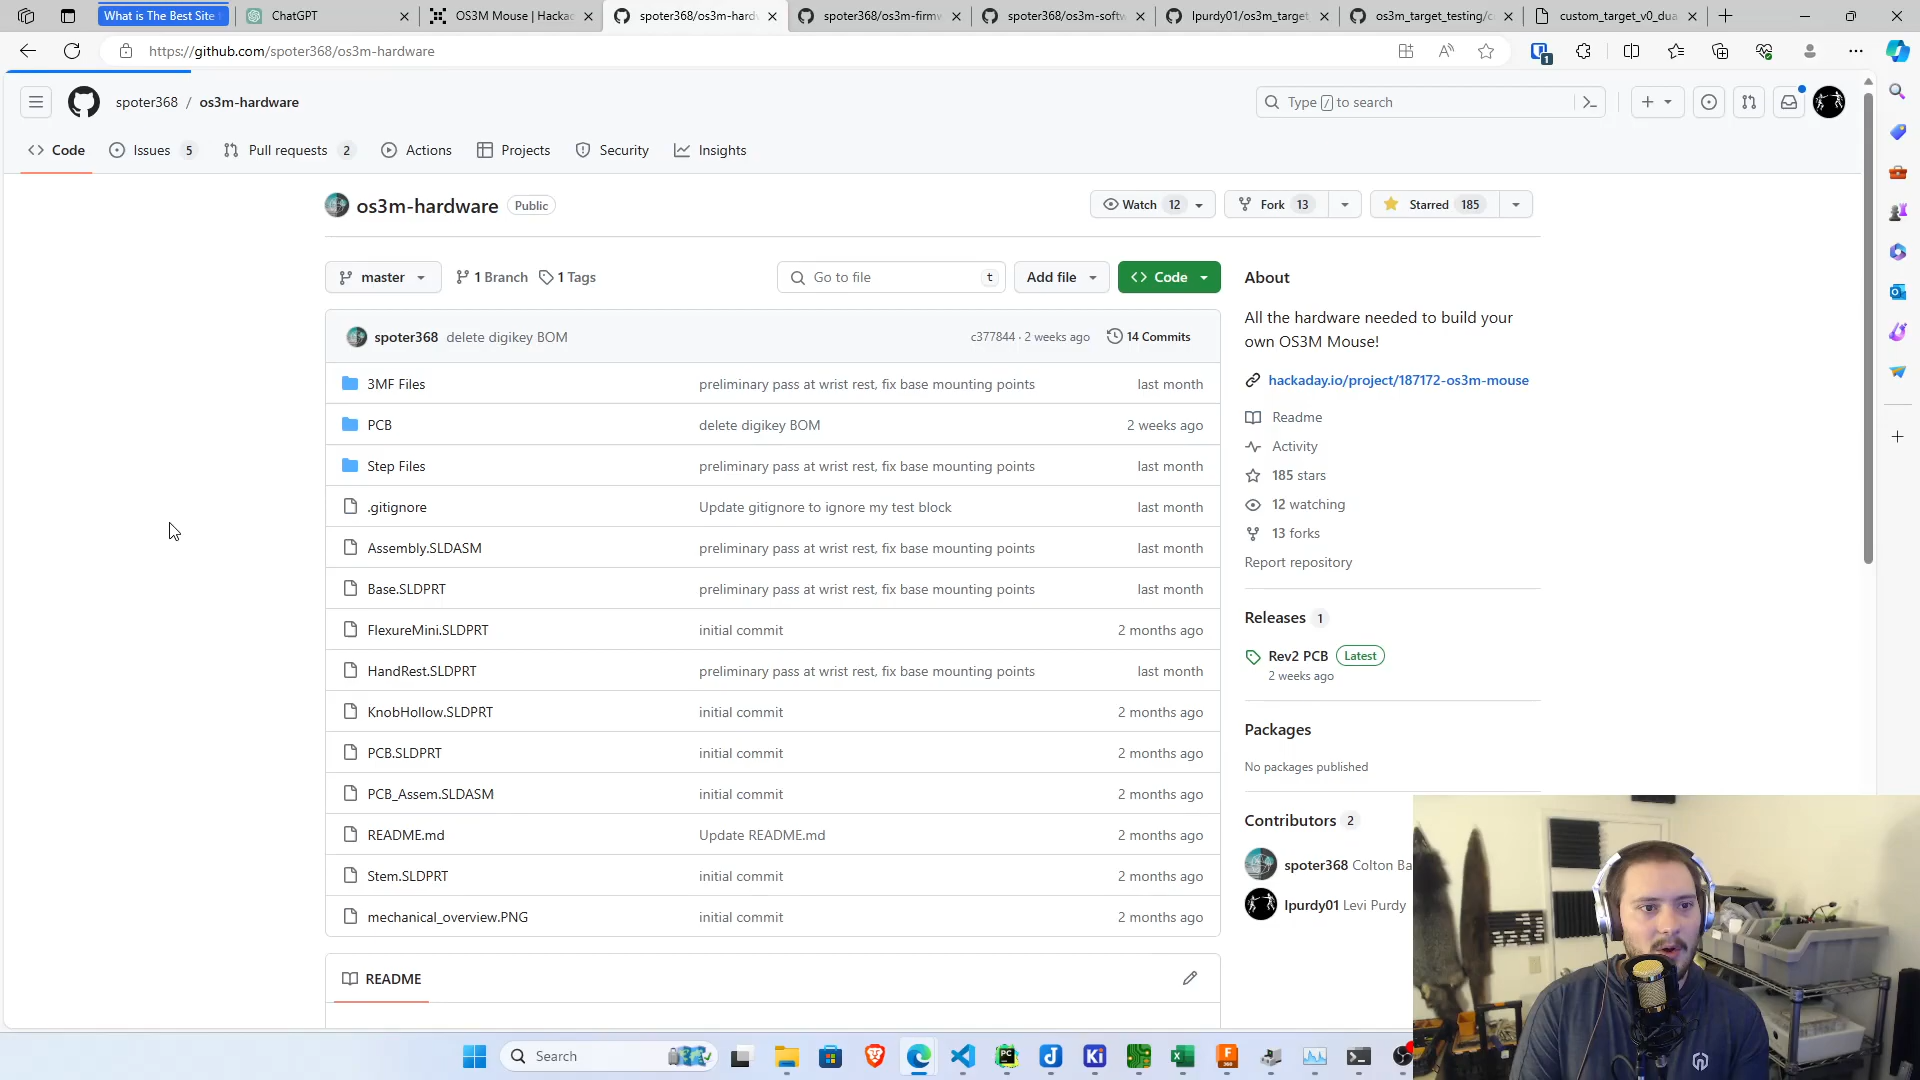 What is The Best Site
ChatGPT
OS3M Mouse | Hacka
spoter368/os3m-hard
spoter368/os3m-firm
spoter368/os3m-soft
lpurdy01/os3m_target
os3m_target_testing/c
custom_target_v0_dua
https://github.com/spoter368/os3m-hardware
1
spoter368 / os3m-hardware
Type / to search
Code
Issues 5
Pull requests 2
Actions
Projects
Security
Insights
os3m-hardware Public
Watch 12
Fork 13
Starred 185
master
1 Branch
1 Tags
Go to file t
Add file
Code
spoter368 delete digikey BOM c377844 · 2 weeks ago 14 Commits
3MF Files preliminary pass at wrist rest, fix base mounting points last month
PCB delete digikey BOM 2 weeks ago
Step Files preliminary pass at wrist rest, fix base mounting points last month
.gitignore Update gitignore to ignore my test block last month
Assembly.SLDASM preliminary pass at wrist rest, fix base mounting points last month
Base.SLDPRT preliminary pass at wrist rest, fix base mounting points last month
FlexureMini.SLDPRT initial commit 2 months ago
HandRest.SLDPRT preliminary pass at wrist rest, fix base mounting points last month
KnobHollow.SLDPRT initial commit 2 months ago
PCB.SLDPRT initial commit 2 months ago
PCB_Assem.SLDASM initial commit 2 months ago
README.md Update README.md 2 months ago
Stem.SLDPRT initial commit 2 months ago
mechanical_overview.PNG initial commit 2 months ago
README
About
All the hardware needed to build your
own OS3M Mouse!
hackaday.io/project/187172-os3m-mouse
Readme
Activity
185 stars
12 watching
13 forks
Report repository
Releases 1
Rev2 PCB Latest
2 weeks ago
Packages
No packages published
Contributors 2
spoter368 Colton Ba
lpurdy01 Levi Purdy
Search